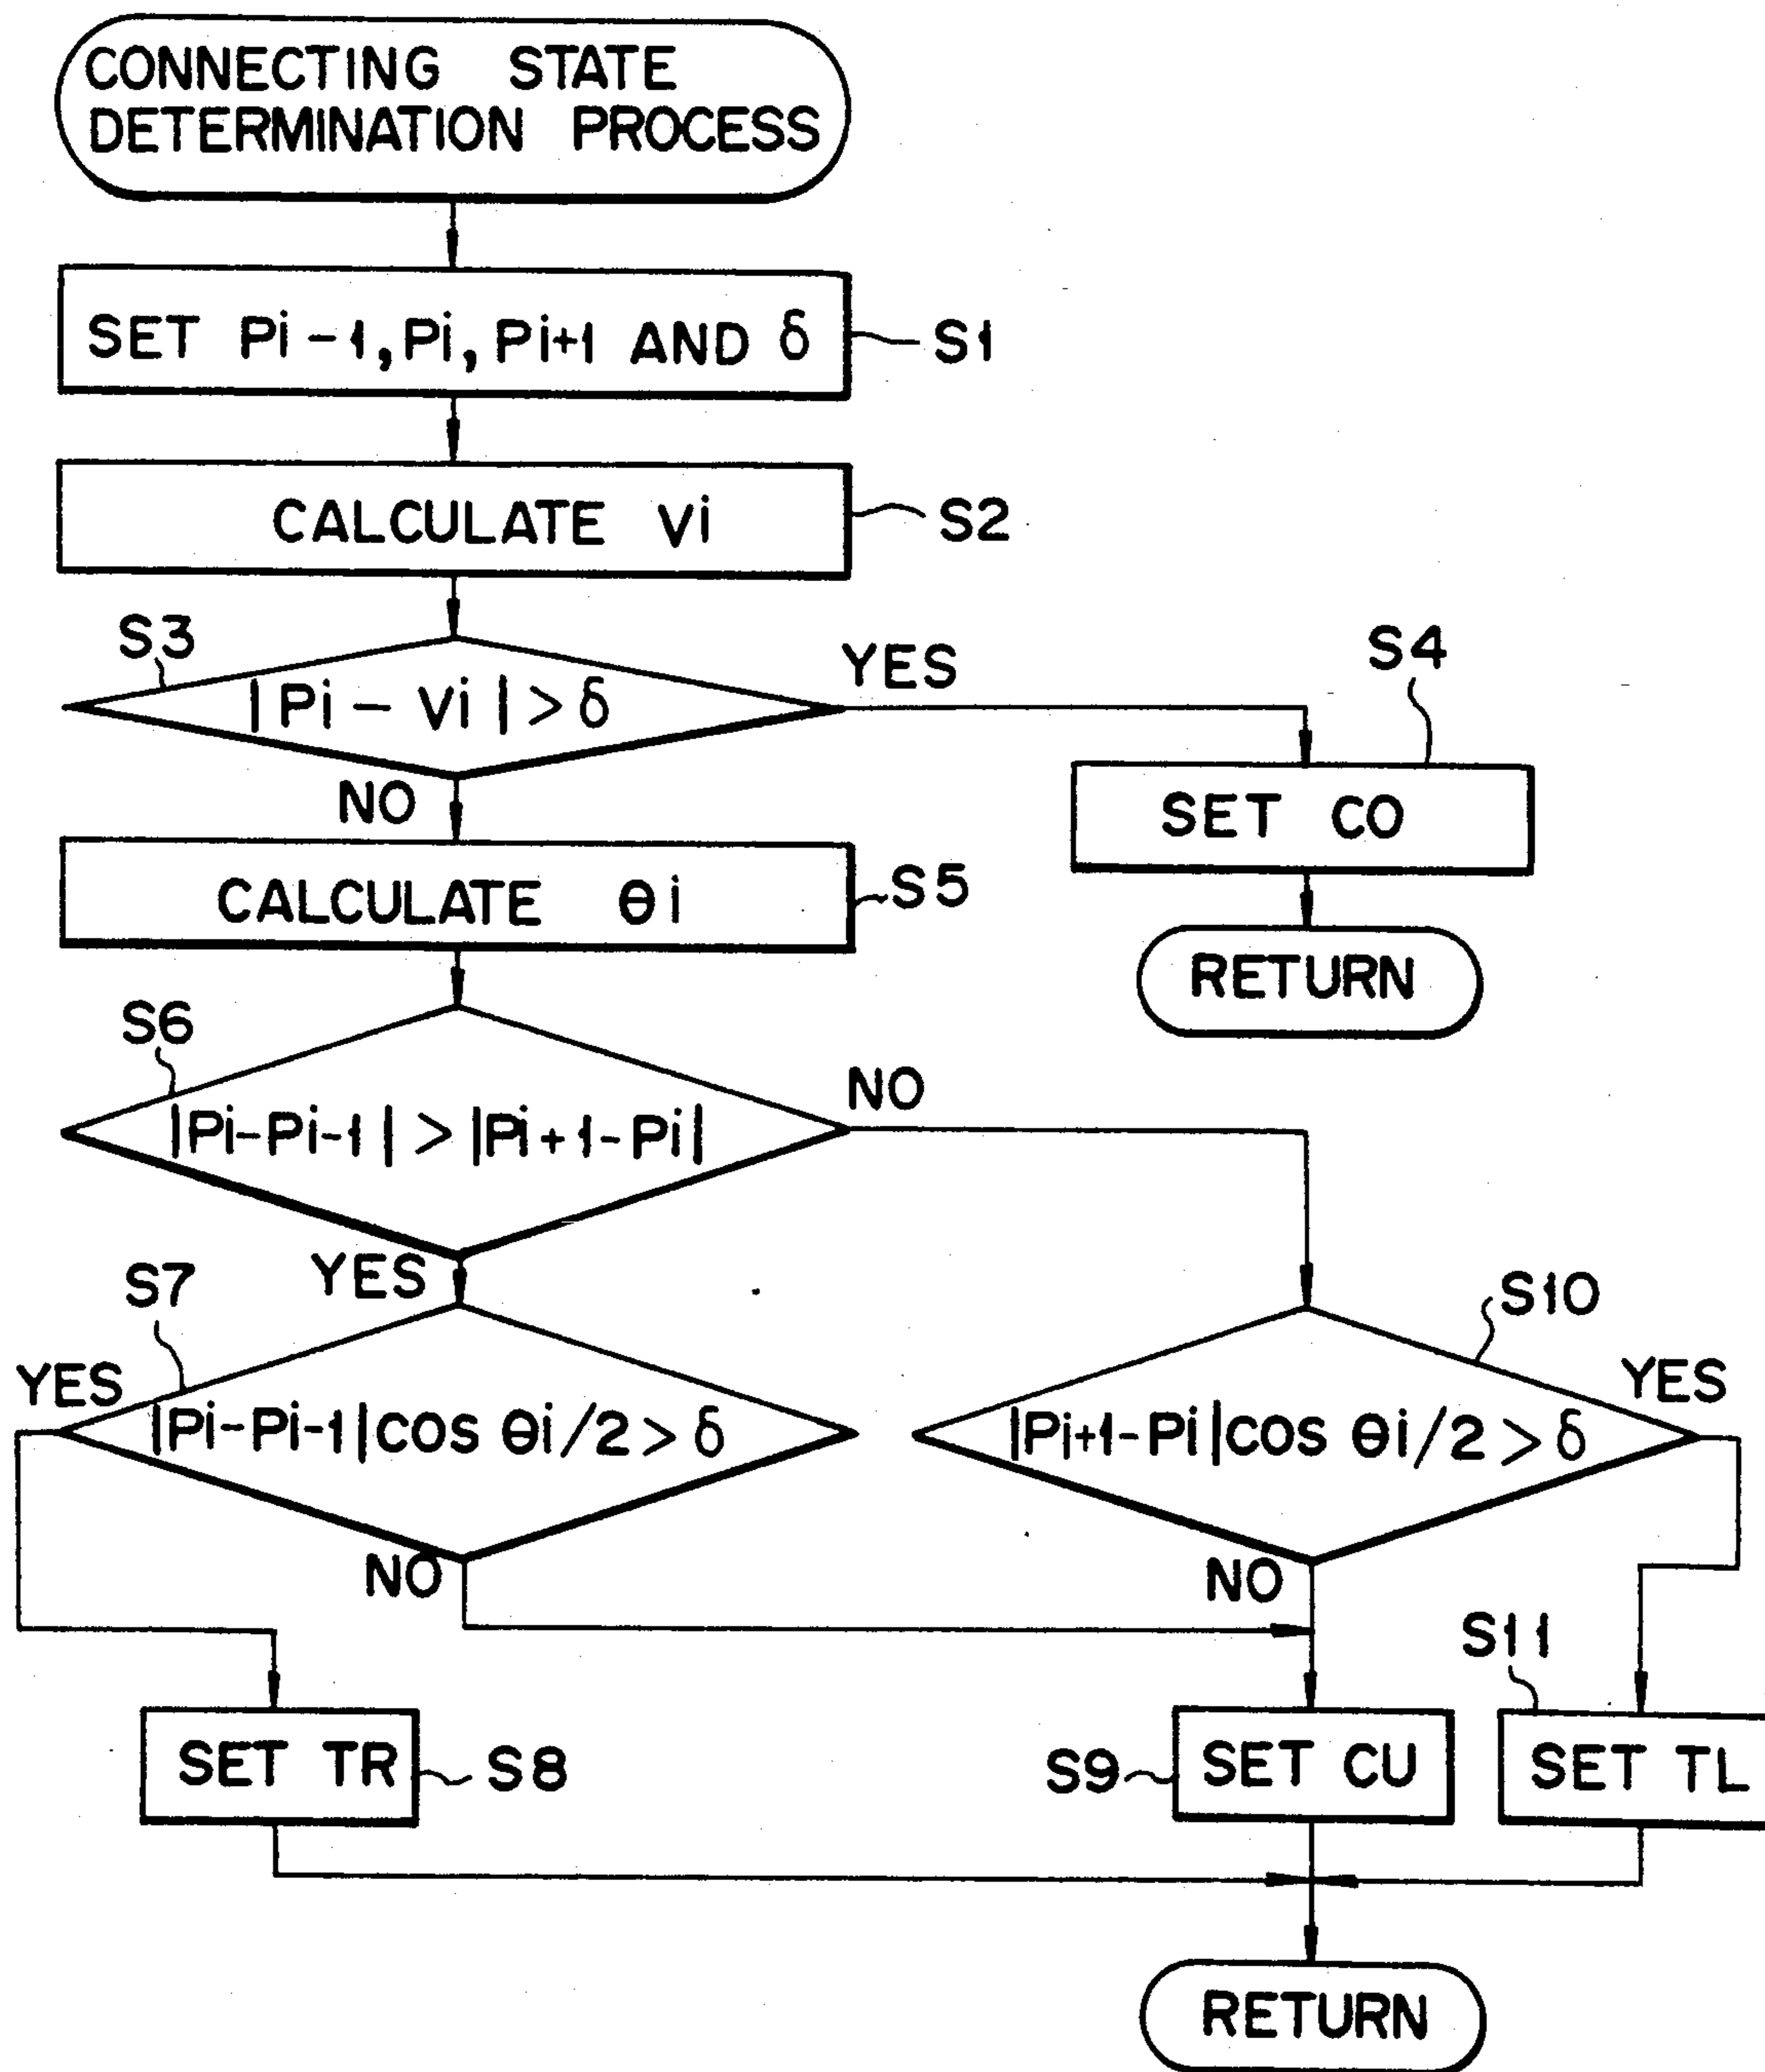 CONNECTING STATE
DETERMINATION PROCESS
SET Pi-1, Pi, Pi+1 AND δ
S1
CALCULATE Vi
S2
S3
|Pi - Vi| > δ
YES
NO
S4
SET CO
RETURN
CALCULATE θi
S5
S6
|Pi-Pi-1| > |Pi+1-Pi|
NO
YES
S7
YES
|Pi-Pi-1|COS θi/2 > δ
NO
S10
YES
|Pi+1-Pi|COS θi/2 > δ
NO
SET TR
S8
S9
SET CU
S11
SET TL
RETURN